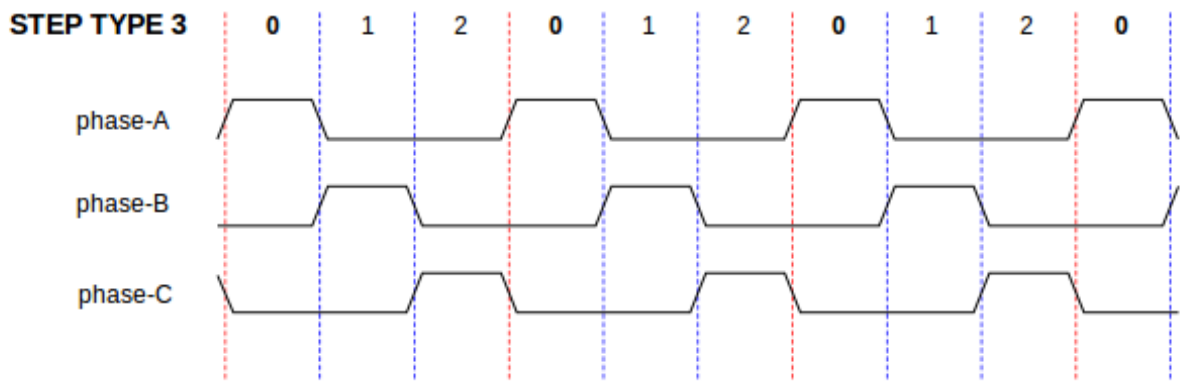 STEP TYPE 3 0 1 2 0 1 2 0 1 2 0
phase-A
phase-B
phase-C